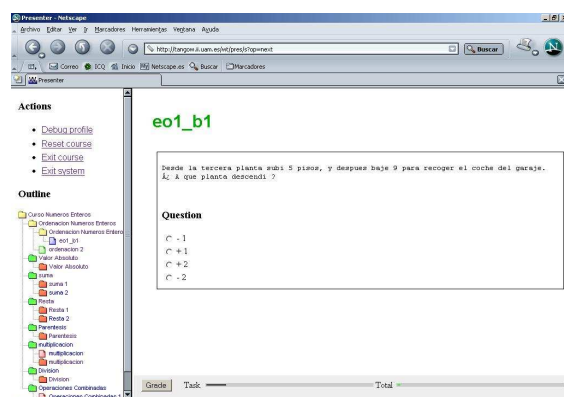 Presenter - Netscape
Archivo Editar Ver Ir Marcadores Herramientas Ventana Ayuda
http://tangow.ii.uam.es/wt/pres/s?op=next
Buscar
Correo ICQ Inicio Netscape.es Buscar Marcadores
Presenter
Actions
Debug profile
Reset course
Exit course
Exit system
Outline
Curso Numeros Enteros
Ordenacion Numeros Enteros
Ordenacion Numeros Entero
eo1_b1
ordenacion 2
Valor Absoluto
Valor Absoluto
suma
suma 1
suma 2
Resta
Resta 1
Resta 2
Parentesis
Parentesis
multiplicacion
multiplicacion
multiplicacion
Division
Division
Operaciones Combinadas
Operaciones Combinadas 1
eo1_b1
Desde la tercera planta subi 5 pisos, y despues baje 9 para recoger el coche del garaje.
Â¿ A que planta descendi ?
Question
- 1
+ 1
+ 2
- 2
Grade Task Total